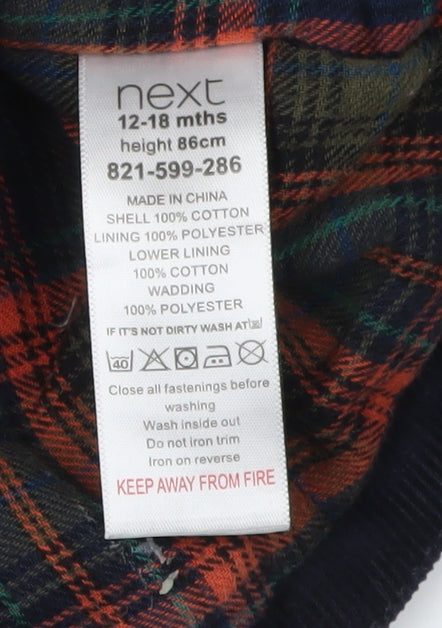 next
12-18 mths
height 86cm
821-599-286
MADE IN CHINA
SHELL 100% COTTON
LINING 100% POLYESTER
LOWER LINING
100% COTTON
WADDING
100% POLYESTER
IF IT'S NOT DIRTY WASH AT
40
Close all fastenings before
washing
Wash inside out
Do not iron trim
Iron on reverse
KEEP AWAY FROM FIRE